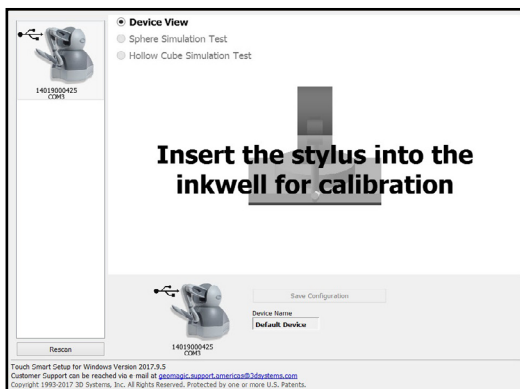 Device View
Sphere Simulation Test
Hollow Cube Simulation Test
14019000425
COM3
Insert the stylus into the
inkwell for calibration
Save Configuration
Device Name
Default Device
14019000425
COM3
Rescan
Touch Smart Setup for Windows Version 2017.9.5
Customer Support can be reached via e mail at geomagic.support.americas@3dsystems.com
Copyright 1993-2017 3D Systems, Inc. All Rights Reserved. Protected by one or more U.S. Patents.